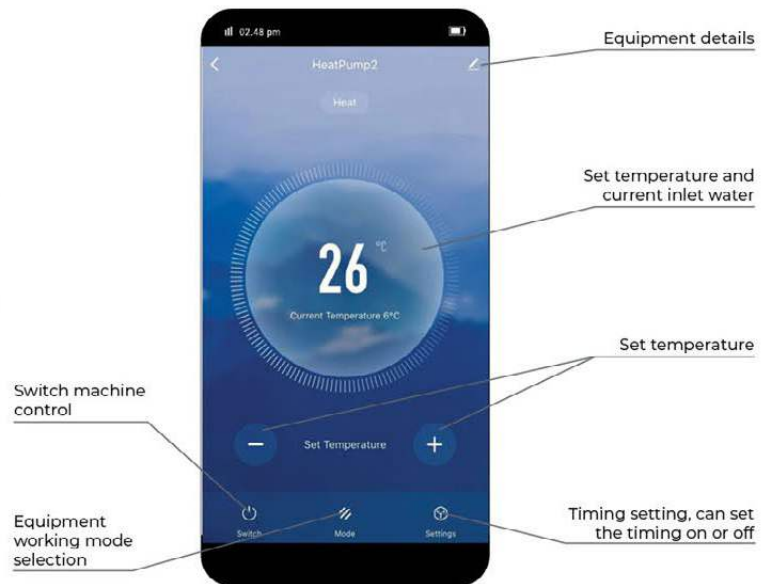 02.48 pm
Equipment details
HeatPump2
Heat
Set temperature and
current inlet water
26 °C
Current Temperature 6°C
Set temperature
Switch machine
control
Set Temperature
Equipment
working mode
selection
Switch
Mode
Settings
Timing setting, can set
the timing on or off